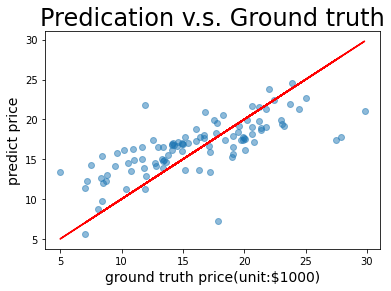 Predication v.s. Ground truth
30
25
20
15
10
5
predict price
5 10 15 20 25 30
ground truth price(unit:$1000)